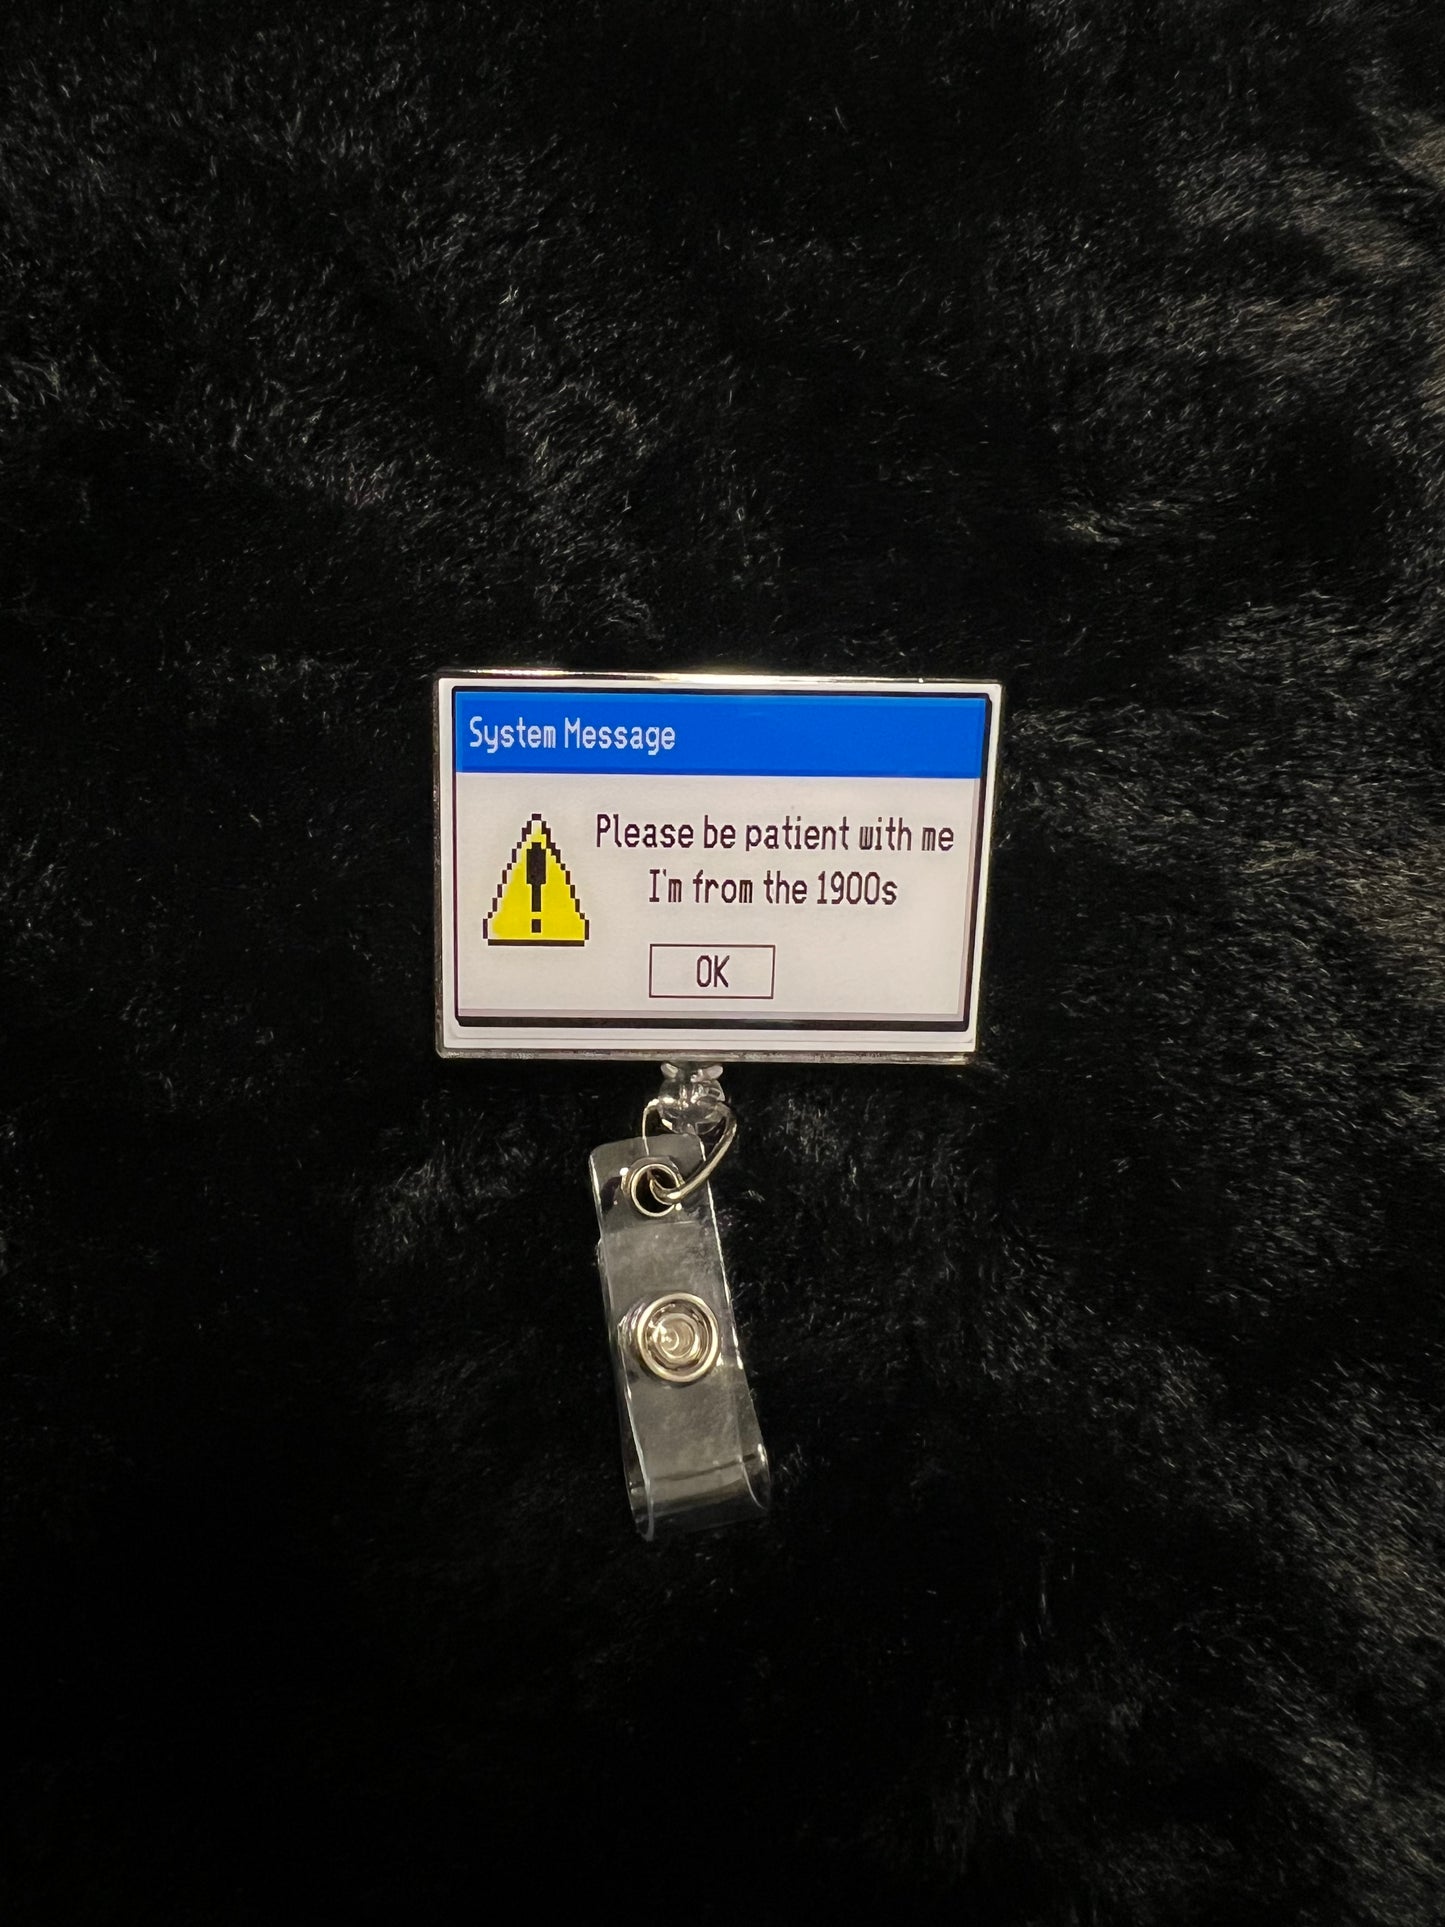 System Message
Please be patient with me
I'm from the 1900s
OK